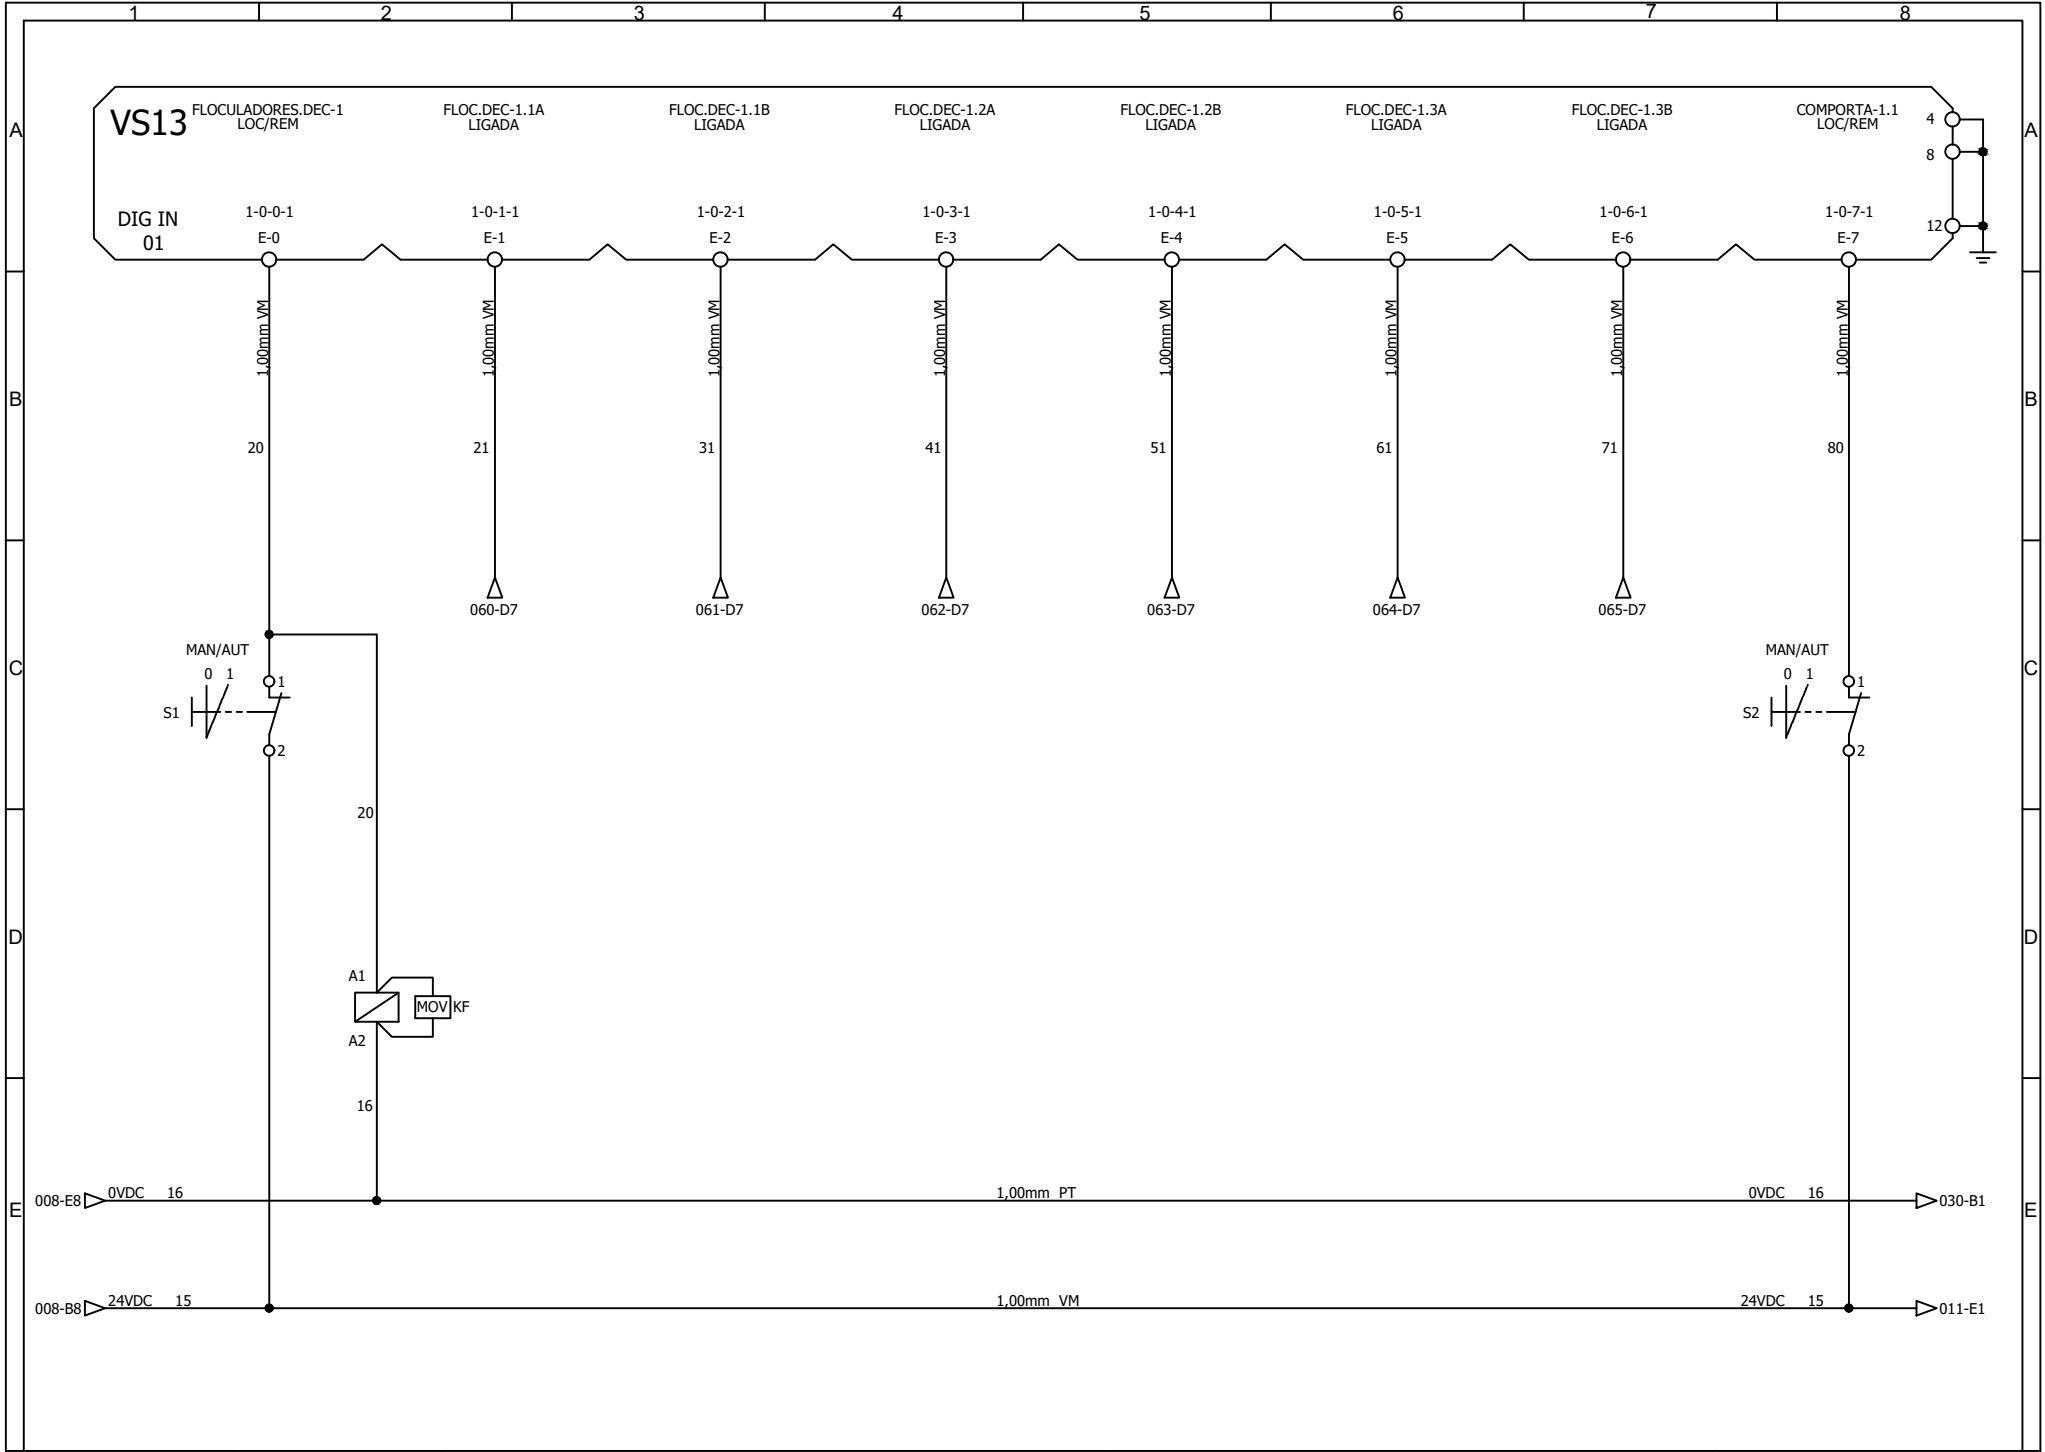 1 2 3 4 5 6 7 8
A A
VS13
FLOCULADORES.DEC-1
LOC/REM
FLOC.DEC-1.1A
LIGADA
FLOC.DEC-1.1B
LIGADA
FLOC.DEC-1.2A
LIGADA
FLOC.DEC-1.2B
LIGADA
FLOC.DEC-1.3A
LIGADA
FLOC.DEC-1.3B
LIGADA
COMPORTA-1.1
LOC/REM
4
8
12
DIG IN
01
1-0-0-1 1-0-1-1 1-0-2-1 1-0-3-1 1-0-4-1 1-0-5-1 1-0-6-1 1-0-7-1
E-0 E-1 E-2 E-3 E-4 E-5 E-6 E-7
1,00mm VM 1,00mm VM 1,00mm VM 1,00mm VM 1,00mm VM 1,00mm VM 1,00mm VM 1,00mm VM
B B
20 21 31 41 51 61 71 80
060-D7 061-D7 062-D7 063-D7 064-D7 065-D7
C C
MAN/AUT
0 1
S1
1
2
MAN/AUT
0 1
S2
1
2
20
D D
A1
MOV KF
A2
16
E E
008-E8 0VDC 16 1,00mm PT 0VDC 16 030-B1
008-B8 24VDC 15 1,00mm VM 24VDC 15 011-E1